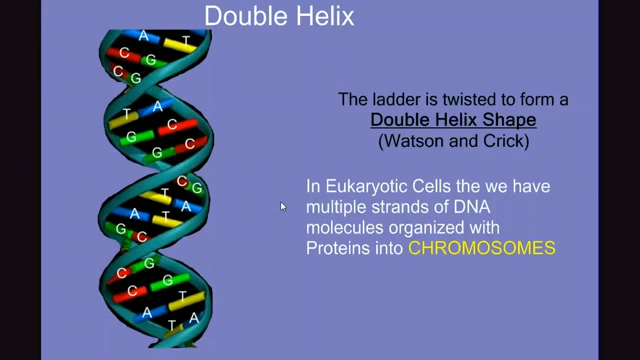 Double Helix
A T
C G
C G
T A
G C
G C
C G
T A
A T
G C
C G
C G
A T
T A
The ladder is twisted to form a
Double Helix Shape
(Watson and Crick)
In Eukaryotic Cells the we have
multiple strands of DNA
molecules organized with
Proteins into CHROMOSOMES